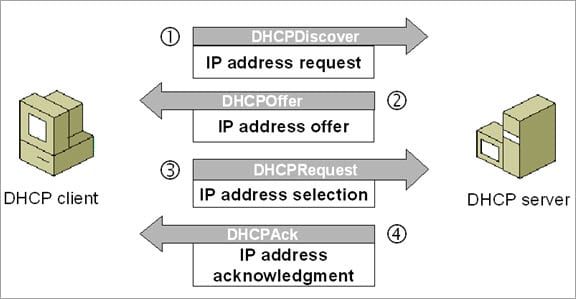 ① DHCPDiscover
IP address request
DHCPOffer ②
IP address offer
③ DHCPRequest
IP address selection
DHCPAck ④
IP address
acknowledgment
DHCP client
DHCP server